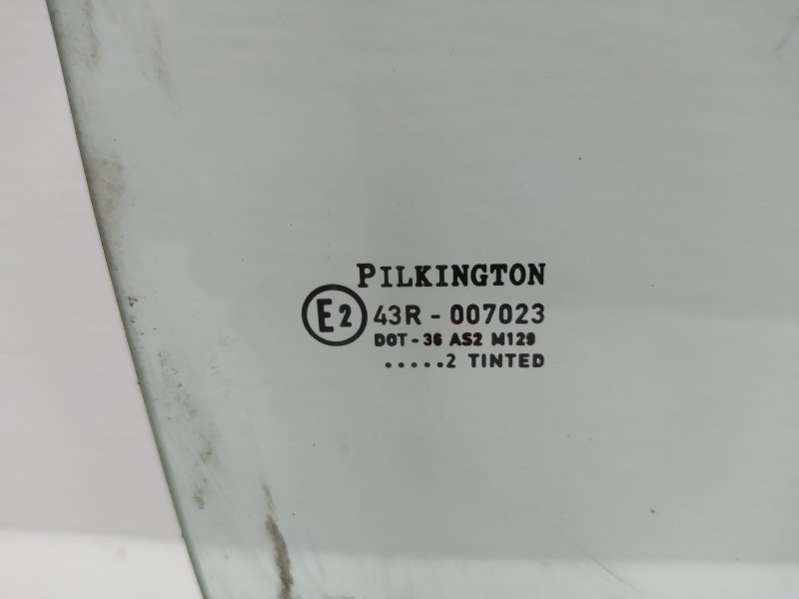 PILKINGTON
E2 43R - 007023
DOT - 36 AS2 M129
.....2 TINTED